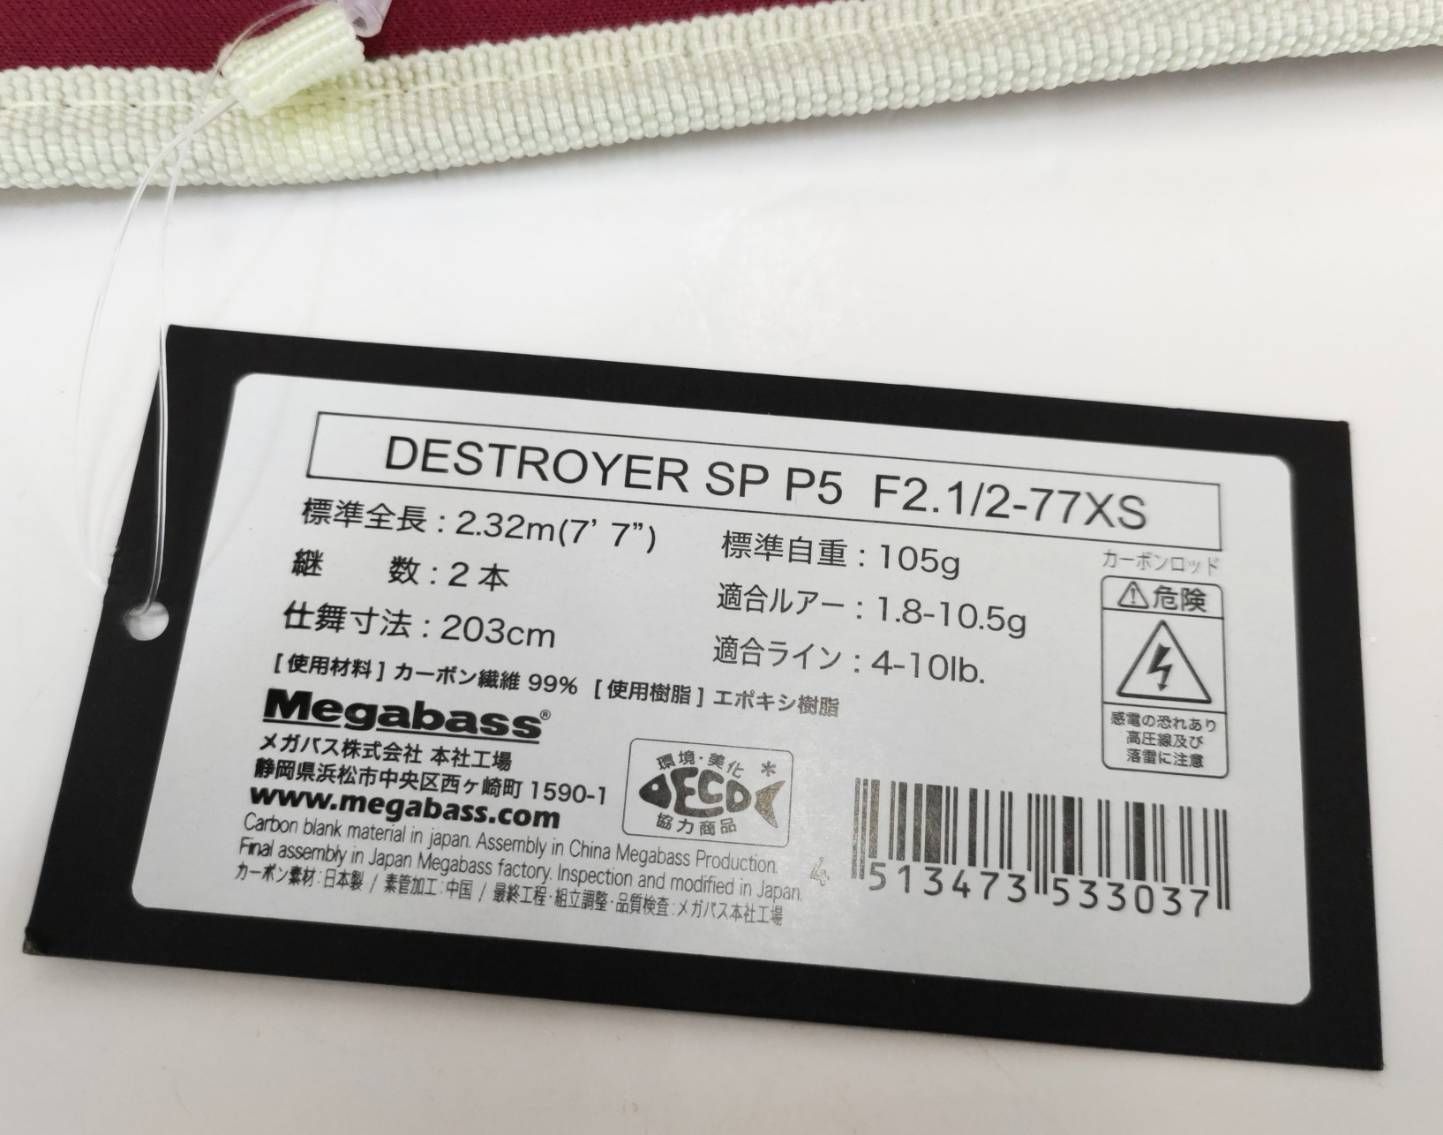 DESTROYER SP P5 F2.1/2-77XS
標準全長 : 2.32m(7' 7")
標準自重 : 105g
継 数 : 2 本
適合ルアー : 1.8-10.5g
仕舞寸法 : 203cm
適合ライン : 4-10lb.
[ 使用材料 ] カーボン繊維 99% [ 使用樹脂 ] エポキシ樹脂
カーボンロッド
危険
感電の恐れあり
高圧線及び
落雷に注意
Megabass®
メガバス株式会社 本社工場
静岡県浜松市中央区西ヶ崎町 1590-1
www.megabass.com
環境・美化
DECO
協力商品
Carbon blank material in japan. Assembly in China Megabass Production.
Final assembly in Japan Megabass factory. Inspection and modified in Japan.
カーボン素材 : 日本製 / 素管加工 : 中国 / 最終工程・組立調整・品質検査 : メガバス本社工場
4 513473 533037